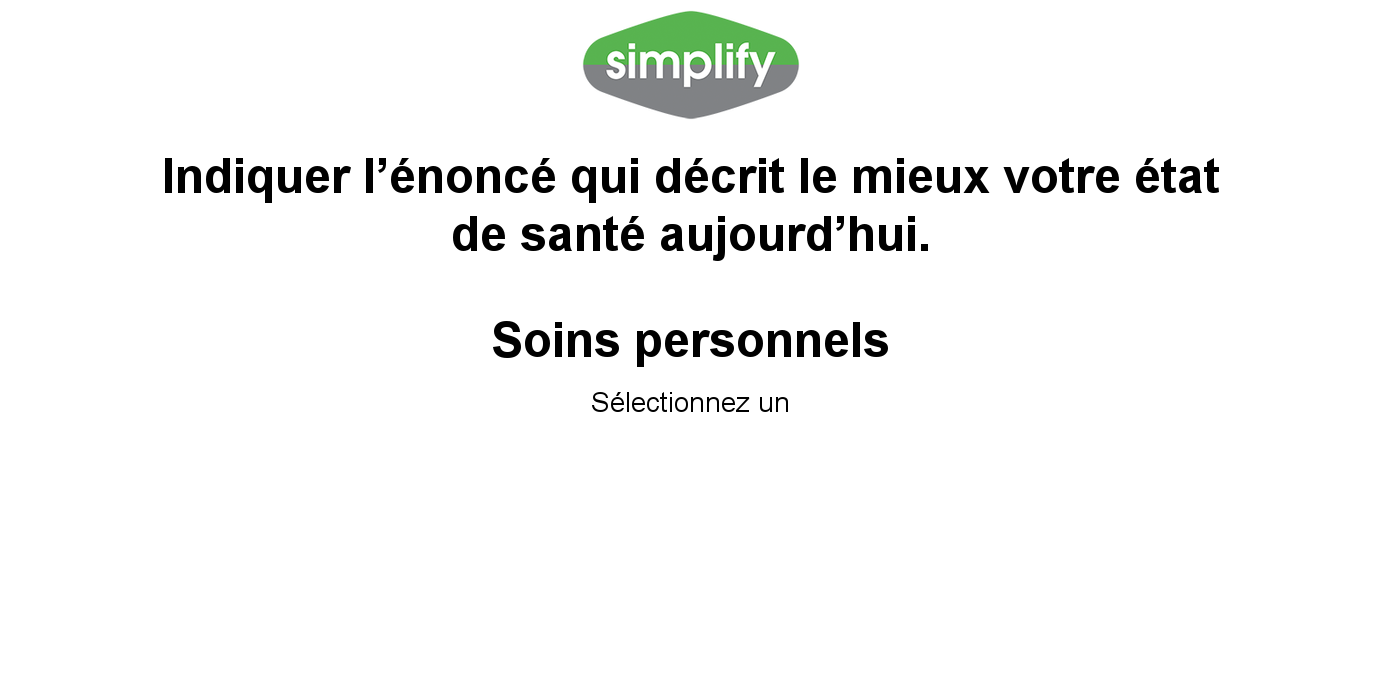 simplify
Indiquer l’énoncé qui décrit le mieux votre état
de santé aujourd’hui.
Soins personnels
Sélectionnez un